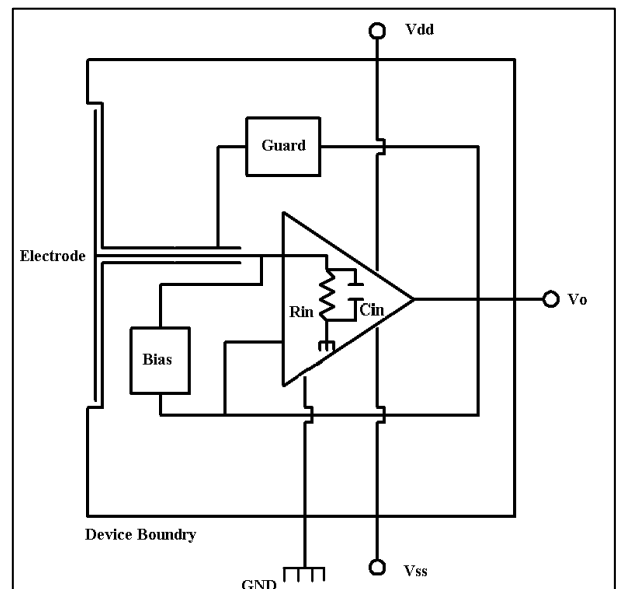 Vdd
Guard
Electrode
Rin
Cin
Vo
Bias
Device Boundry
GND
Vss